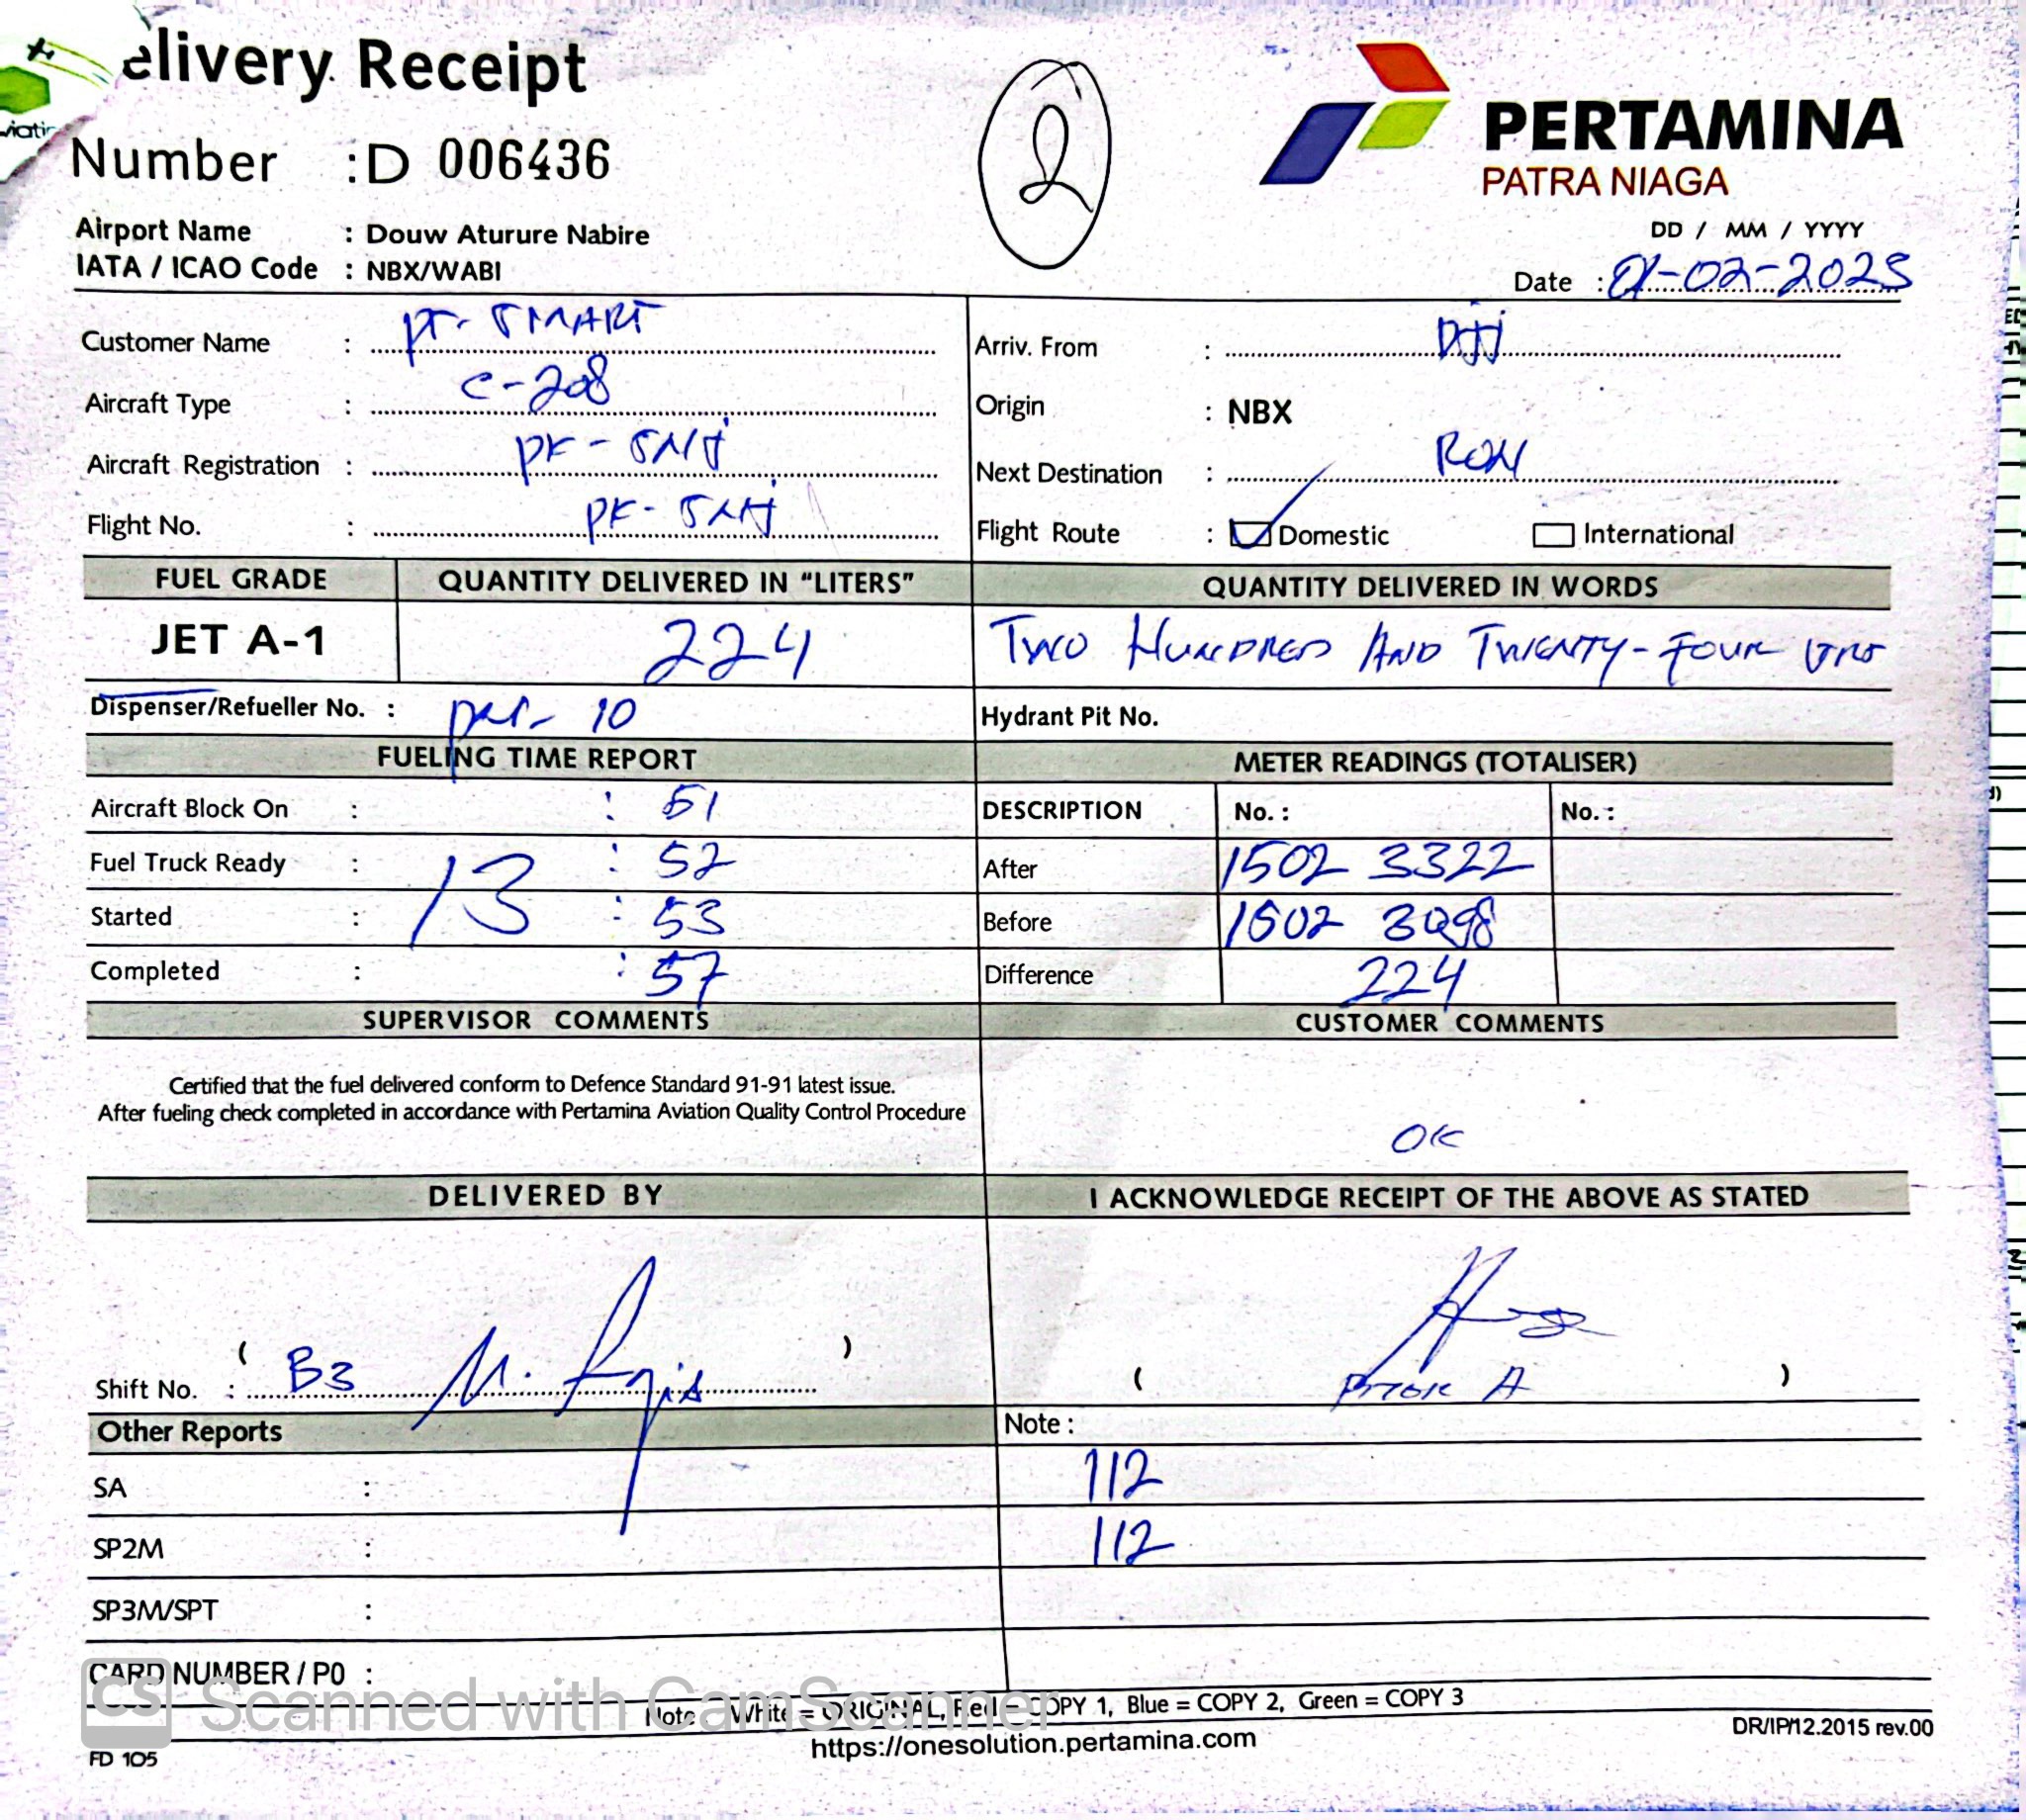 elivery Receipt
Number : D 006436
2
PERTAMINA
PATRA NIAGA
Airport Name : Douw Aturure Nabire
IATA / ICAO Code : NBX/WABI
DD / MM / YYYY
Date : 01-02-2025
Customer Name : PT. SMART
Aircraft Type : C-208
Aircraft Registration : PK-SNJ
Flight No. : PK-SNJ
Arriv. From :
Origin : NBX
Next Destination : RON
Flight Route : Domestic International
FUEL GRADE QUANTITY DELIVERED IN “LITERS” QUANTITY DELIVERED IN WORDS
JET A-1 224 TWO HUNDRED AND TWENTY-FOUR
Dispenser/Refueller No. : 10 Hydrant Pit No.
FUELING TIME REPORT METER READINGS (TOTALISER)
Aircraft Block On : : 51
Fuel Truck Ready : 13 : 52
Started : : 53
Completed : : 57
DESCRIPTION No. : No. :
After 1502 3322
Before 1502 3098
Difference 224
SUPERVISOR COMMENTS CUSTOMER COMMENTS
Certified that the fuel delivered conform to Defence Standard 91-91 latest issue.
After fueling check completed in accordance with Pertamina Aviation Quality Control Procedure
OK
DELIVERED BY I ACKNOWLEDGE RECEIPT OF THE ABOVE AS STATED
( )
Shift No. : B3 M.
( A )
Other Reports Note :
SA : 112
SP2M : 112
SP3M/SPT :
CARD NUMBER / P0 :
CS Scanned with CamScanner
Note White = ORIGINAL, Red = COPY 1, Blue = COPY 2, Green = COPY 3
https://onesolution.pertamina.com
DR/IP/12.2015 rev.00
FD 105